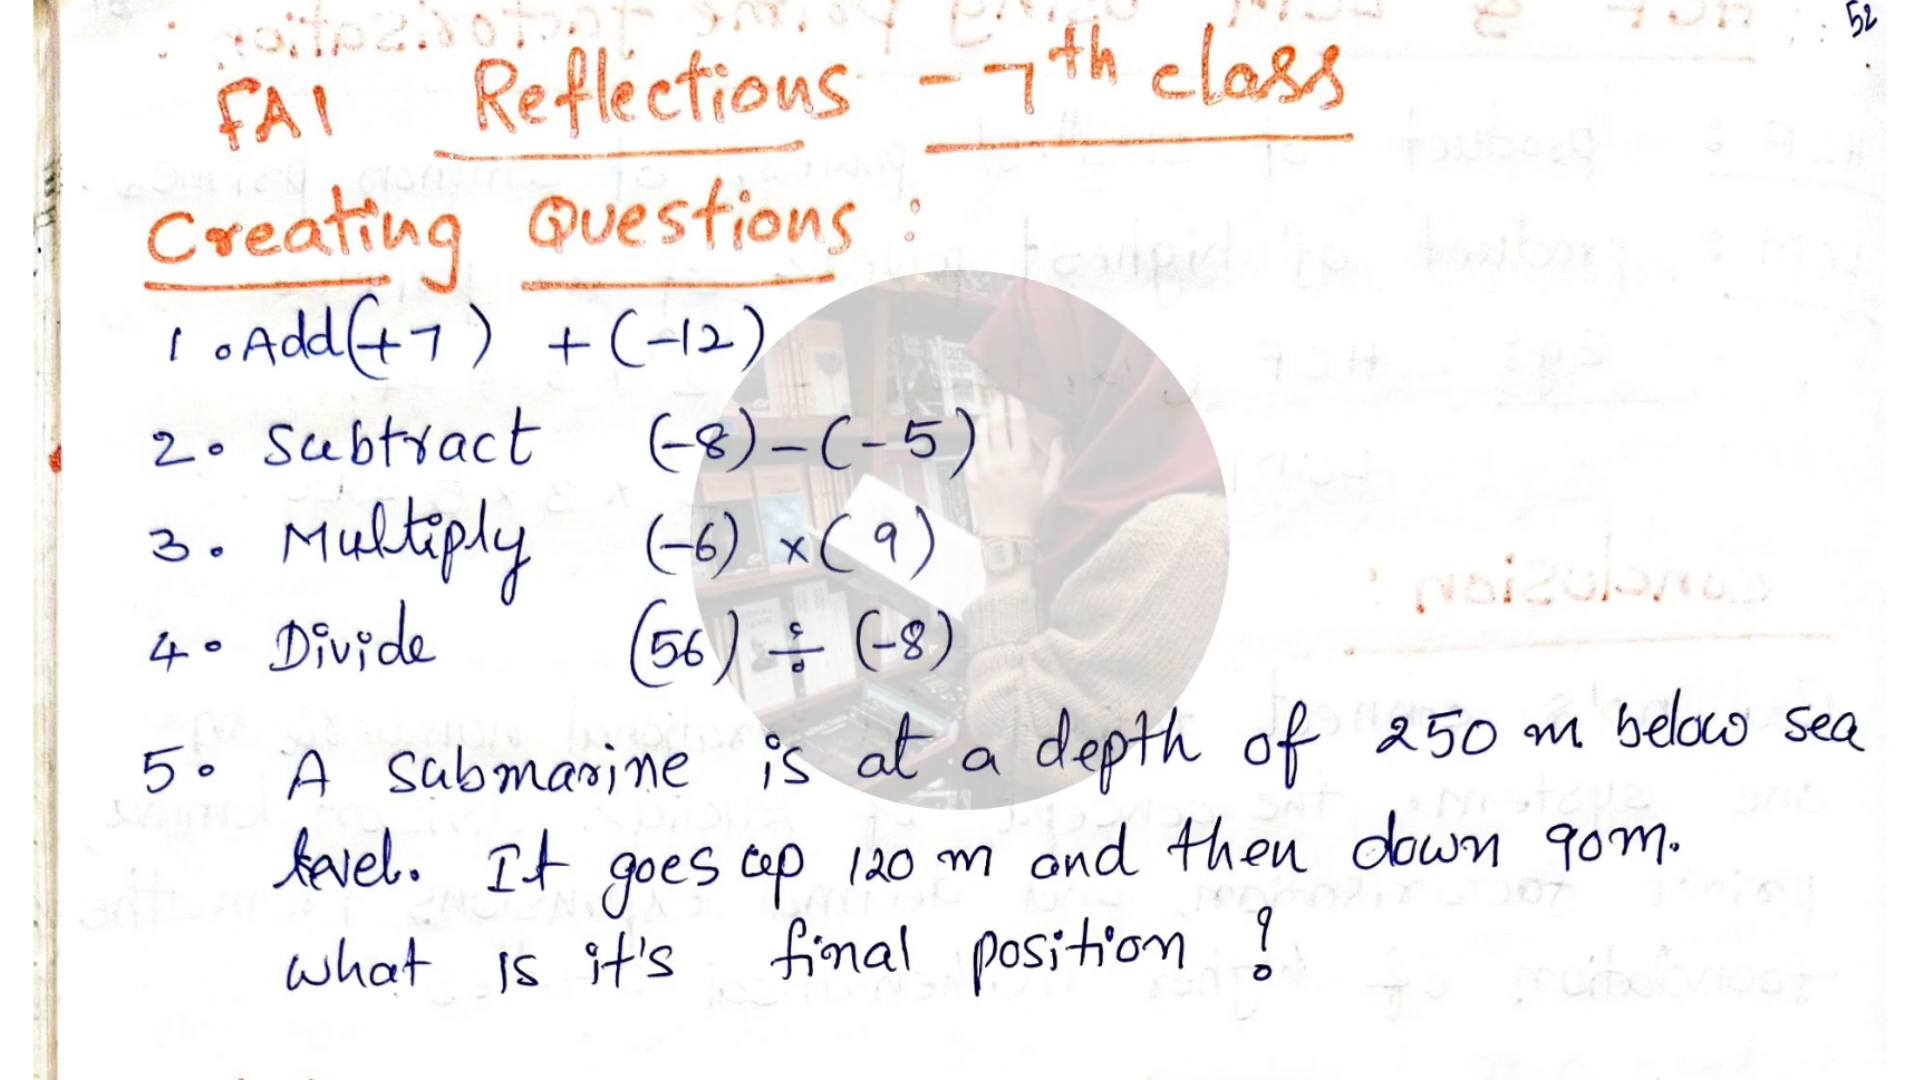 52
FA1 Reflections - 7th class
Creating Questions :
1. Add (+7) + (-12)
2. Subtract (-8) - (-5)
3. Multiply (-6) × (9)
4. Divide (56) ÷ (-8)
5. A submarine is at a depth of 250 m below sea
level. It goes up 120 m and then down 90m.
what is it's final position ?